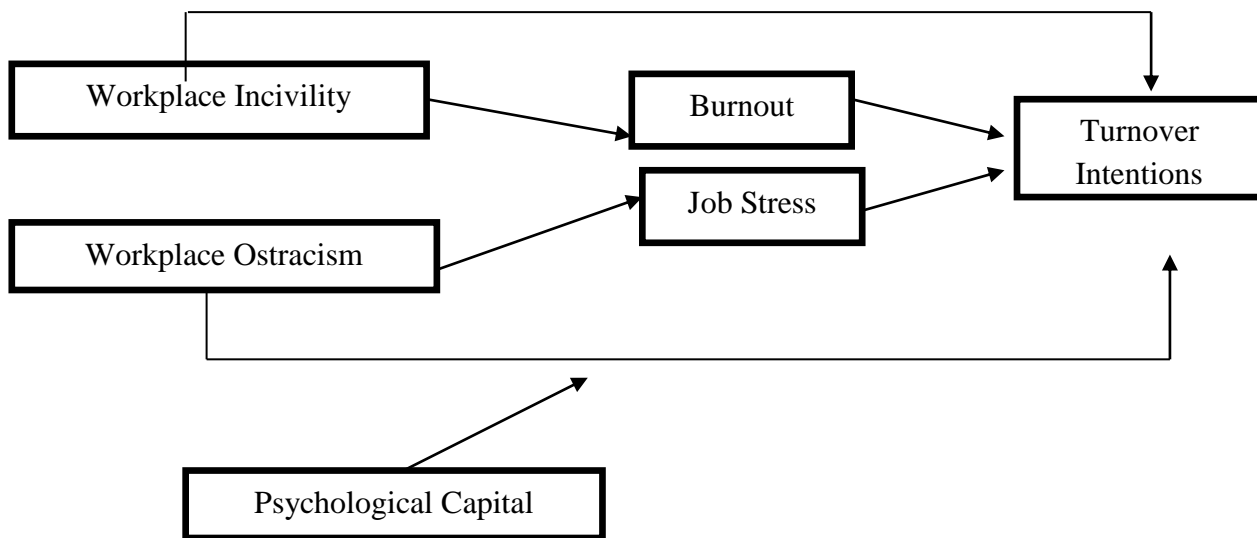 Workplace Incivility
Burnout
Turnover
Intentions
Job Stress
Workplace Ostracism
Psychological Capital